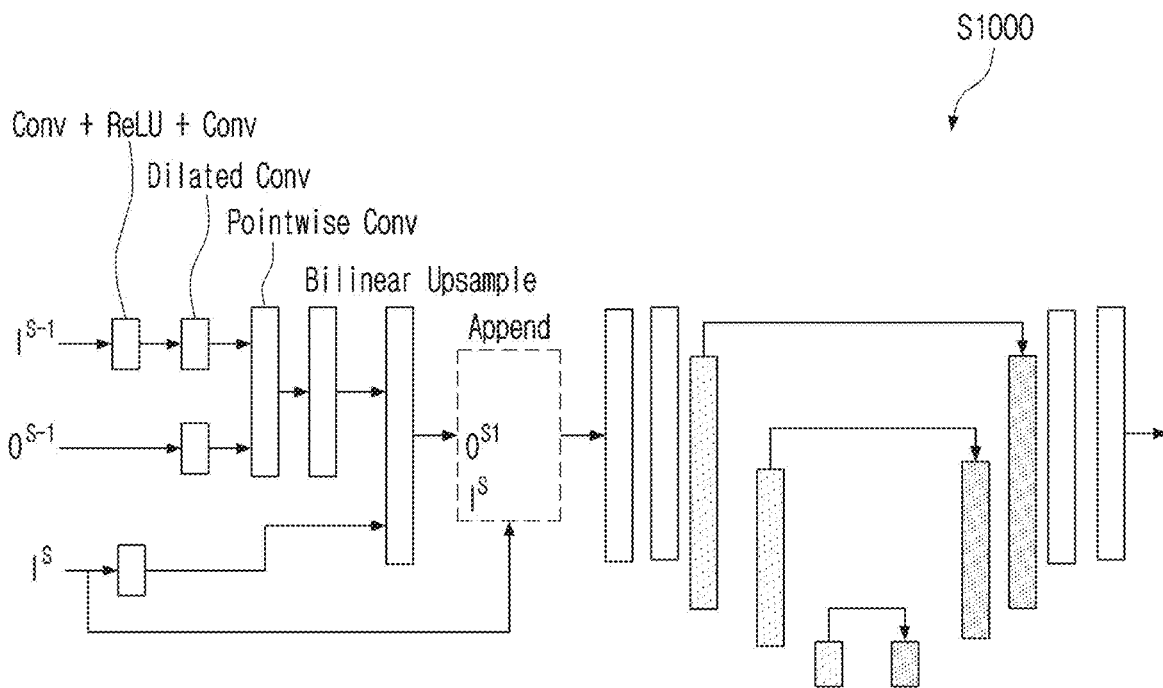 S1000
Conv + ReLU + Conv
Dilated Conv
Pointwise Conv
Bilinear Upsample
Append
I^S-1
O^S-1
O^S1
I^S
I^S